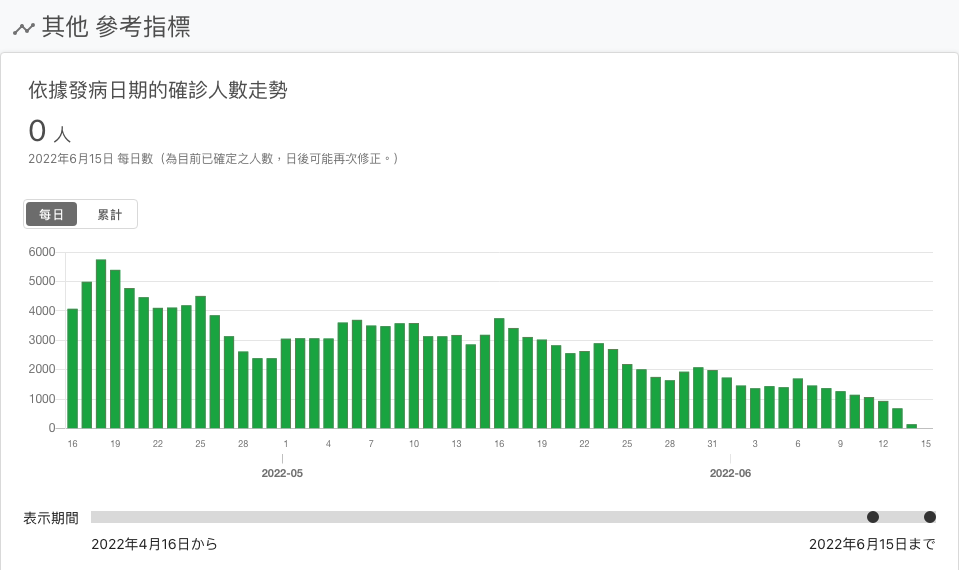 其他 參考指標
依據發病日期的確診人數走勢
0 人
2022年6月15日 每日數（為目前已確定之人數，日後可能再次修正。）
每日 累計
6000
5000
4000
3000
2000
1000
0
16 19 22 25 28 1 4 7 10 13 16 19 22 25 28 31 3 6 9 12 15
2022-05 2022-06
表示期間
2022年4月16日から 2022年6月15日まで